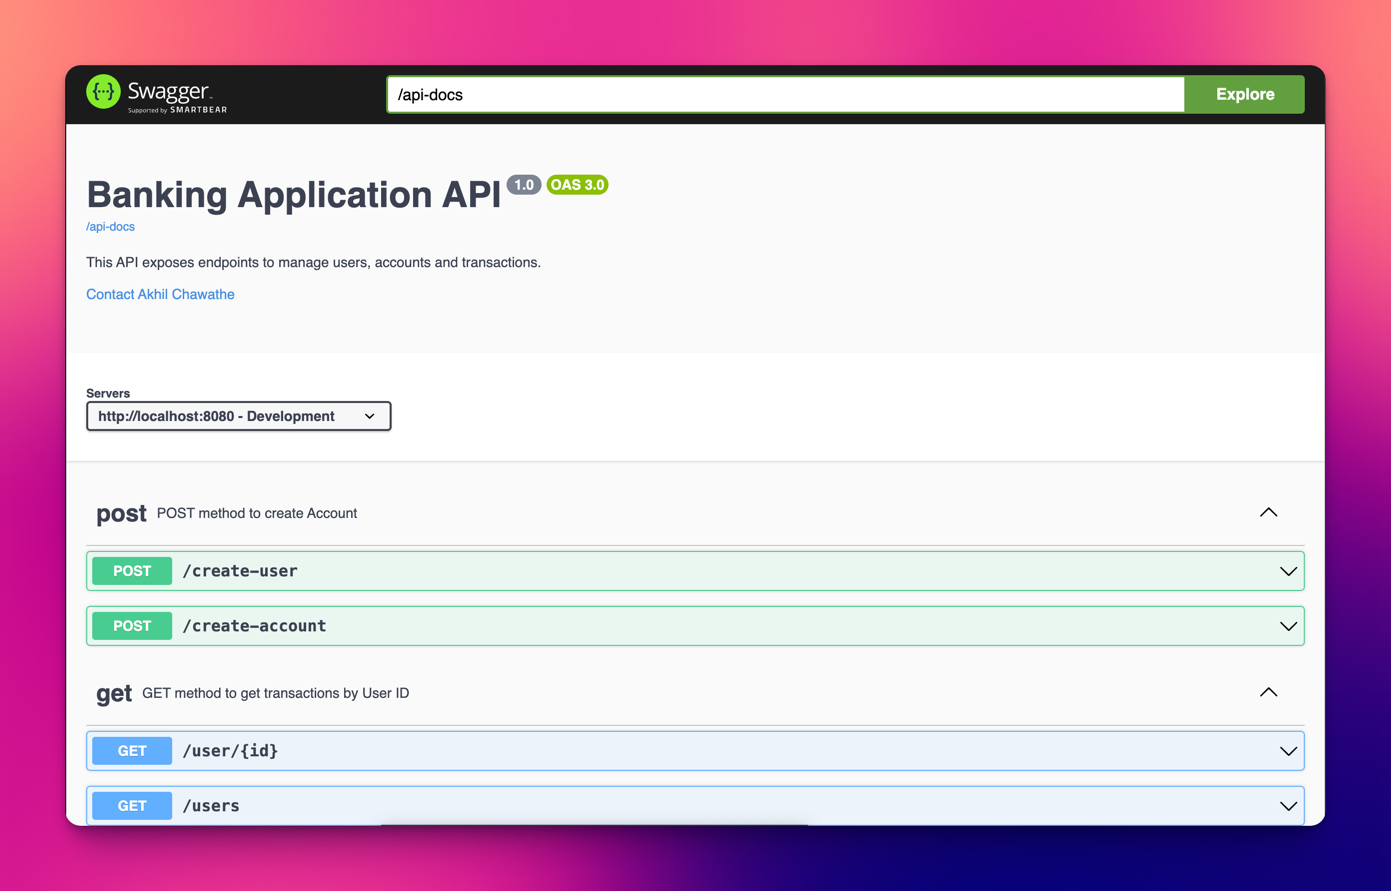 {···} Swagger™
Supported by SMARTBEAR
/api-docs
Explore
Banking Application API 1.0 OAS 3.0
/api-docs
This API exposes endpoints to manage users, accounts and transactions.
Contact Akhil Chawathe
Servers
http://localhost:8080 - Development
post POST method to create Account
POST /create-user
POST /create-account
get GET method to get transactions by User ID
GET /user/{id}
GET /users